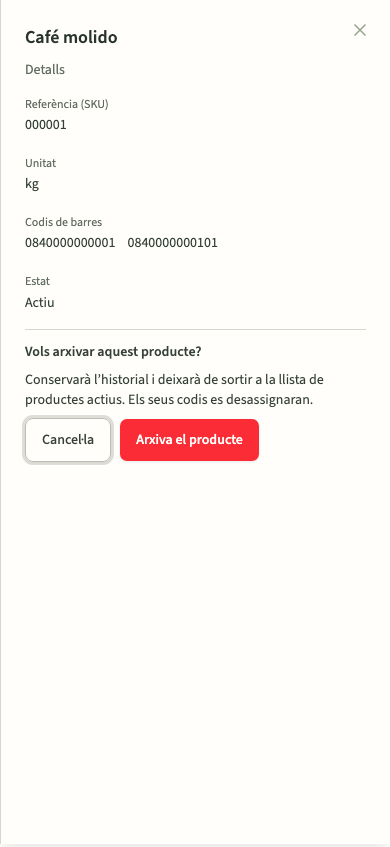 Café molido
Detalls
Referència (SKU)
000001
Unitat
kg
Codis de barres
0840000000001 0840000000101
Estat
Actiu
Vols arxivar aquest producte?
Conservarà l’historial i deixarà de sortir a la llista de
productes actius. Els seus codis es desassignaran.
Cancel·la Arxiva el producte